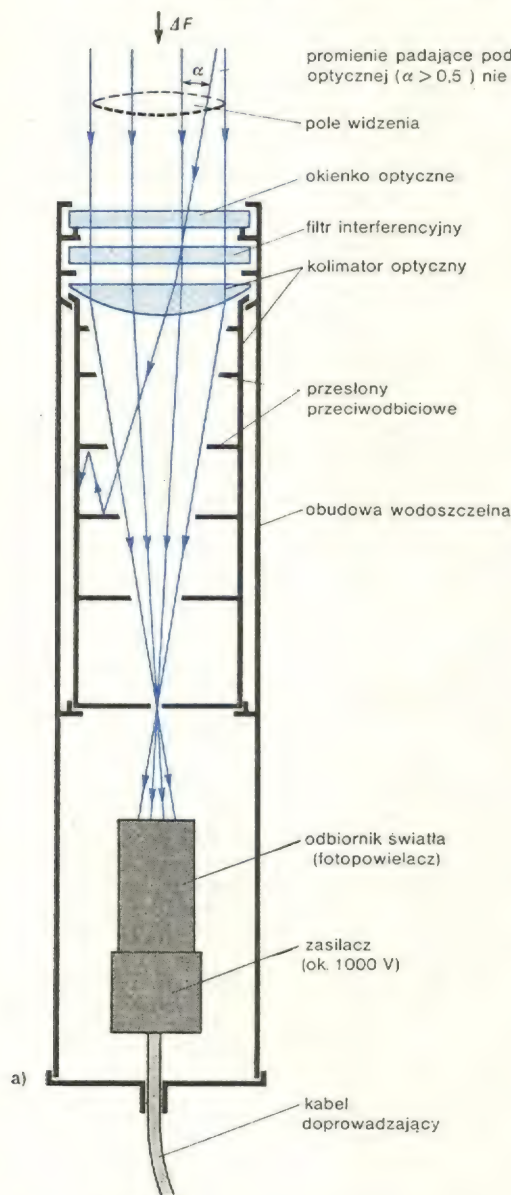 ΔF
promienie padające pod
optycznej (α > 0,5 ) nie
α
pole widzenia
okienko optyczne
filtr interferencyjny
kolimator optyczny
przesłony
przeciwodbiciowe
obudowa wodoszczelna
odbiornik światła
(fotopowielacz)
zasilacz
(ok. 1000 V)
a)
kabel
doprowadzający